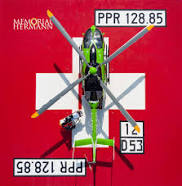 MEMORIAL
HERMANN
PPR 128.85
12
D53
PPR 128.85